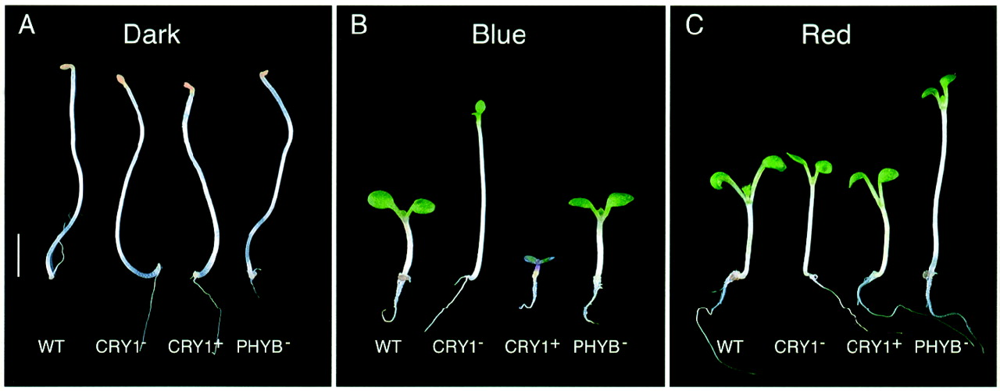 A
Dark
WT CRY1- CRY1+ PHYB-
B
Blue
WT CRY1- CRY1+ PHYB-
C
Red
WT CRY1- CRY1+ PHYB-